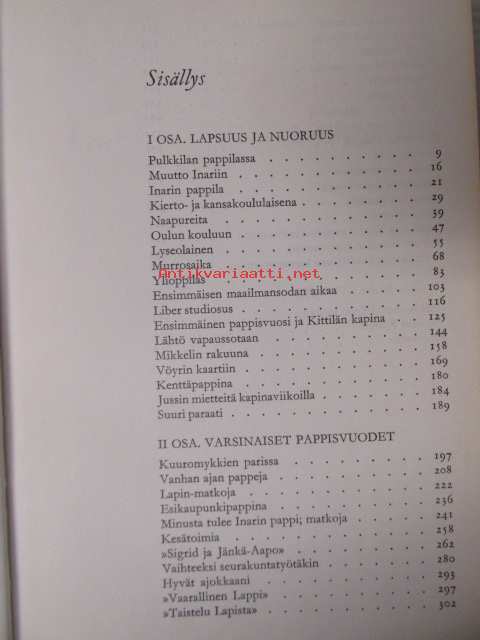 Sisällys
I OSA. LAPSUUS JA NUORUUS
Pulkkilan pappilassa . . . . . . . . . . 9
Muutto Inariin . . . . . . . . . . . 16
Inarin pappila . . . . . . . . . . . 21
Kierto- ja kansakoululaisena . . . . . . . . 29
Naapureita . . . . . . . . . . . 39
Oulun kouluun . . . . . . . . . . . 47
Lyseolainen . . . . . . . . . . . 55
Murrosaika . . . . . . . . . . . 68
Antikvariaatti.net
Ylioppilas . . . . . . . . . . . 83
Ensimmäisen maailmansodan aikaa . . . . . . . 103
Liber studiosus . . . . . . . . . . . 116
Ensimmäinen pappisvuosi ja Kittilän kapina . . . . 125
Lähtö vapaussotaan . . . . . . . . . . 144
Mikkelin rakuuna . . . . . . . . . . 158
Vöyrin kaartiin . . . . . . . . . . . 169
Kenttäpappina . . . . . . . . . . . 180
Jussin mietteitä kapinaviikoilla . . . . . . . 184
Suuri paraati . . . . . . . . . . . 189
II OSA. VARSINAISET PAPPISVUODET
Kuuromykkien parissa . . . . . . . . . 197
Vanhan ajan pappeja . . . . . . . . . 208
Lapin-matkoja . . . . . . . . . . . 222
Esikaupunkipappina . . . . . . . . . . 236
Minusta tulee Inarin pappi; matkoja . . . . . . 241
Kesätoimia . . . . . . . . . . . 258
»Sigrid ja Jänkä-Aapo» . . . . . . . . . 262
Vaihteeksi seurakuntatyötäkin . . . . . . . 280
Hyvät ajokkaani . . . . . . . . . . 293
»Vaarallinen Lappi» . . . . . . . . . . 297
»Taistelu Lapista» . . . . . . . . . . 302